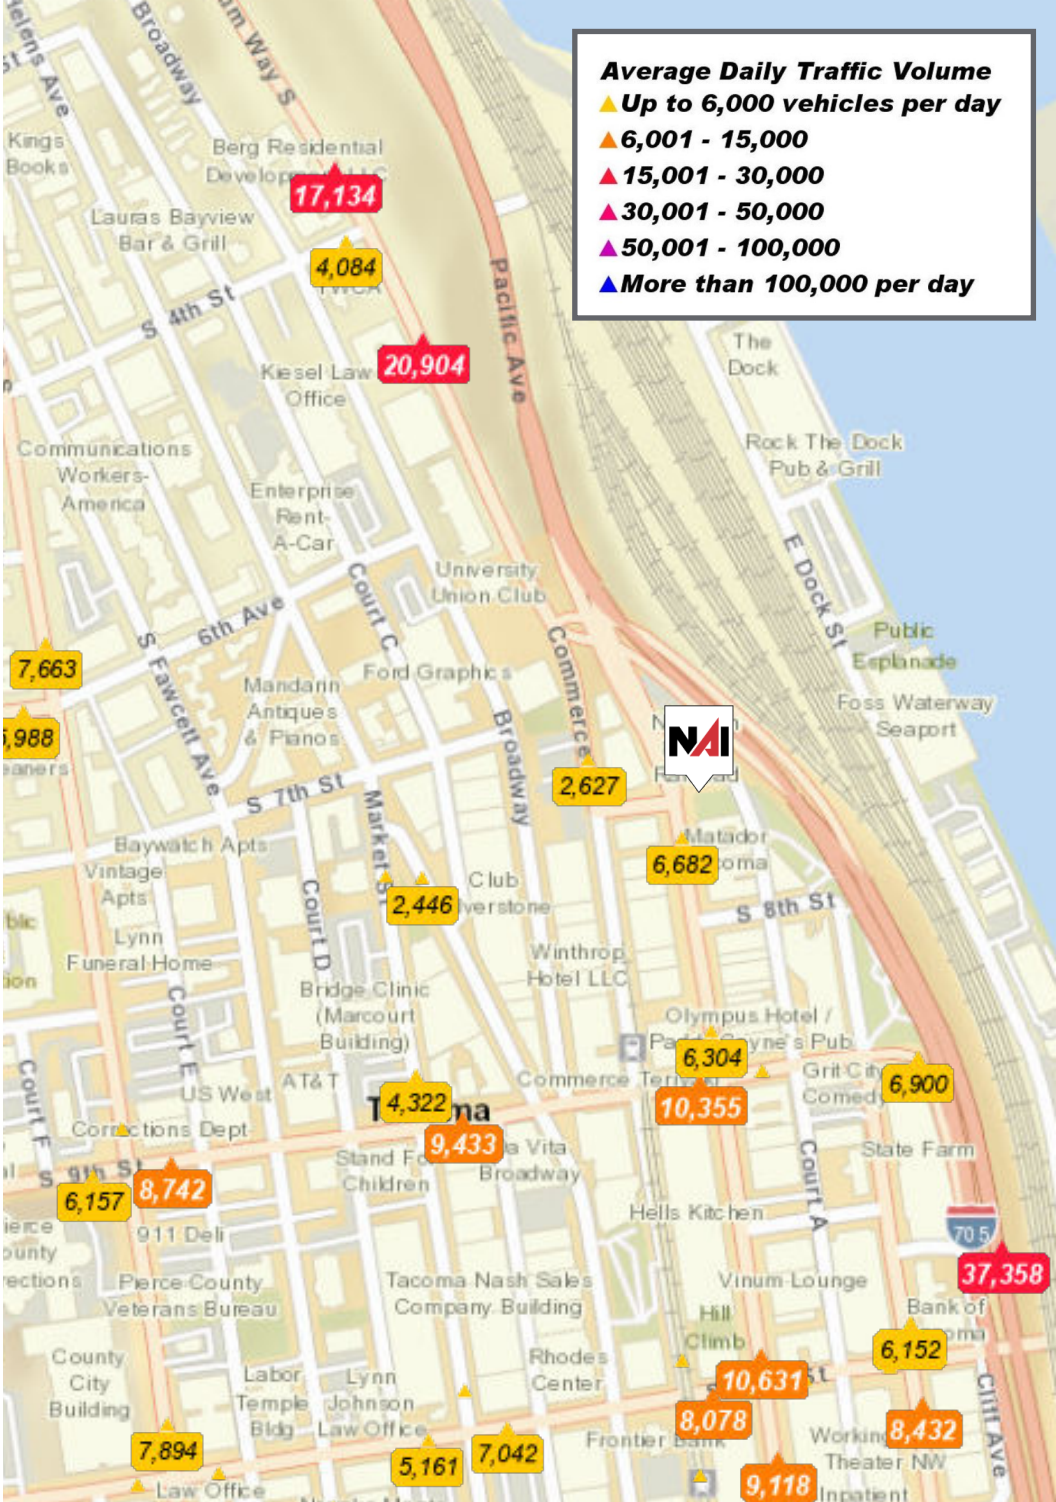 Average Daily Traffic Volume
Up to 6,000 vehicles per day
6,001 - 15,000
15,001 - 30,000
30,001 - 50,000
50,001 - 100,000
More than 100,000 per day
Broadway
Way S
Kings
Books
Berg Residential
17,134
Lauras Bayview
Bar & Grill
4,084
S 4th St
Pacific Ave
Kiesel Law
Office
20,904
The
Dock
Rock The Dock
Pub & Grill
Communications
Workers-
America
Enterprise
Rent-
A-Car
University
Union Club
Court C
E Dock St
6th Ave
Public
Esplanade
7,663
S Fawcett Ave
Commerce
Ford Graphics
Mandarin
Antiques
& Pianos
Foss Waterway
Seaport
,988
Broadway
NAI
2,627
S 7th St
Market St
Baywatch Apts
Vintage
Apts
Matador
6,682
Club
2,446
Court D
S 8th St
Lynn
Funeral Home
Winthrop
Hotel LLC
Bridge Clinic
(Marcourt
Building)
Court E
Court F
Olympus Hotel /
6,304
AT&T
US West
Commerce
Grit City
6,900
4,322
10,355
Corrections Dept
9,433
Vita
Broadway
State Farm
Court A
Stand
Children
S 9th St
6,157
8,742
911 Deli
Hells Kitchen
705
37,358
Pierce County
Veterans Bureau
Tacoma Nash Sales
Company Building
Vinum Lounge
Hill
Climb
Bank of
6,152
County
City
Building
Labor
Temple
Bldg
Lynn
Johnson
Law Office
Rhodes
Center
10,631
8,078
8,432
Cliff Ave
7,894
5,161
7,042
Frontier Bank
Working
Theater NW
9,118
Inpatient
Law Office